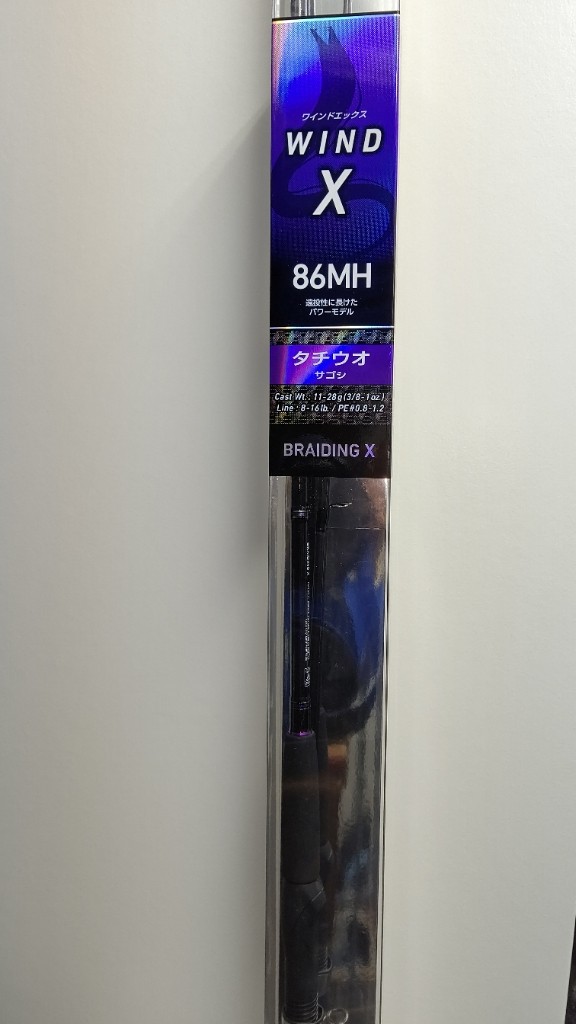 ワインドエックス
WIND
X
86MH
遠投性に長けた
パワーモデル
タチウオ
サゴシ
Cast Wt.: 11-28g(3/8-1oz.)
Line : 8-16lb / PE#0.8-1.2
BRAIDING X